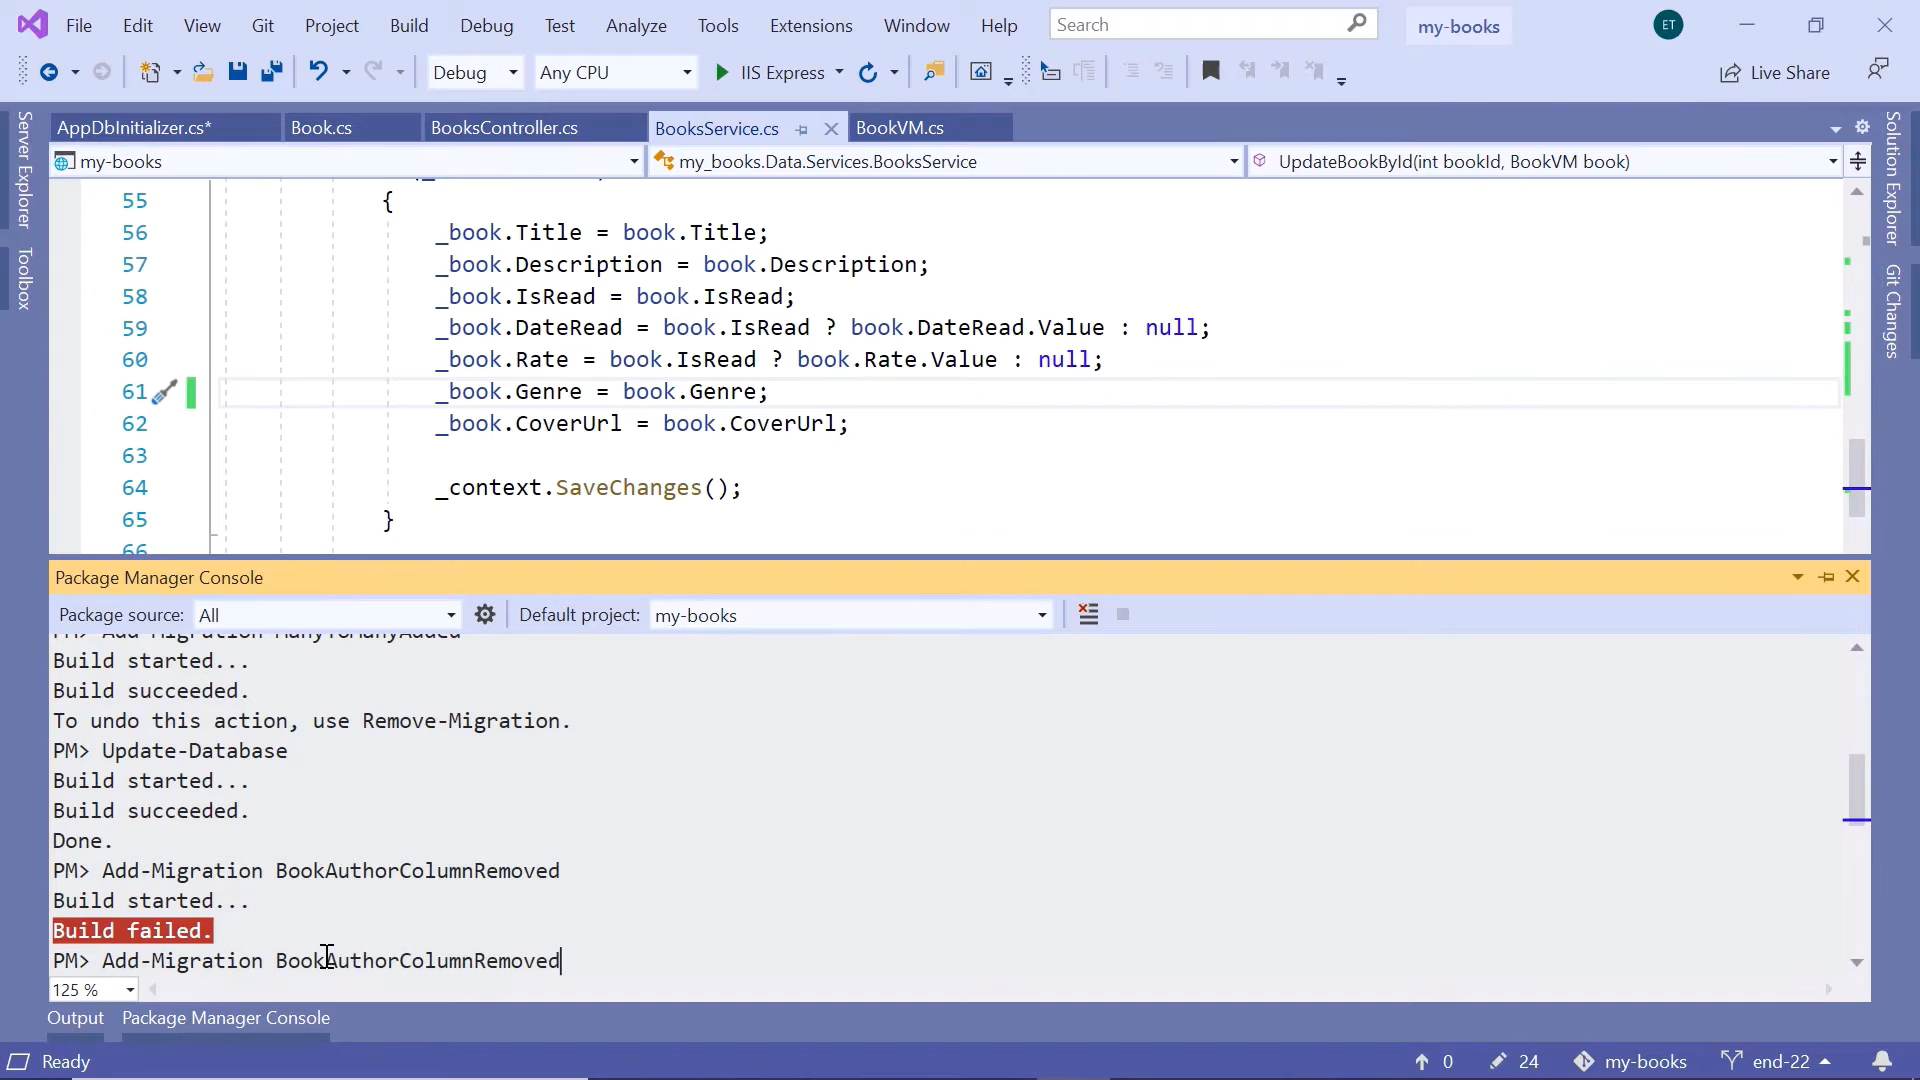 File Edit View Git Project Build Debug Test Analyze Tools Extensions Window Help Search my-books ET
Debug Any CPU IIS Express Live Share
Server Explorer
Toolbox
AppDbInitializer.cs* Book.cs BooksController.cs BooksService.cs BookVM.cs
my-books my_books.Data.Services.BooksService UpdateBookById(int bookId, BookVM book)
55 {
56 _book.Title = book.Title;
57 _book.Description = book.Description;
58 _book.IsRead = book.IsRead;
59 _book.DateRead = book.IsRead ? book.DateRead.Value : null;
60 _book.Rate = book.IsRead ? book.Rate.Value : null;
61 _book.Genre = book.Genre;
62 _book.CoverUrl = book.CoverUrl;
63
64 _context.SaveChanges();
65 }
66
Solution Explorer
Git Changes
Package Manager Console
Package source: All Default project: my-books
PM> Add-Migration ManyToManyAdded
Build started...
Build succeeded.
To undo this action, use Remove-Migration.
PM> Update-Database
Build started...
Build succeeded.
Done.
PM> Add-Migration BookAuthorColumnRemoved
Build started...
Build failed.
PM> Add-Migration BookAuthorColumnRemoved
125 %
Output Package Manager Console
Ready 0 24 my-books end-22